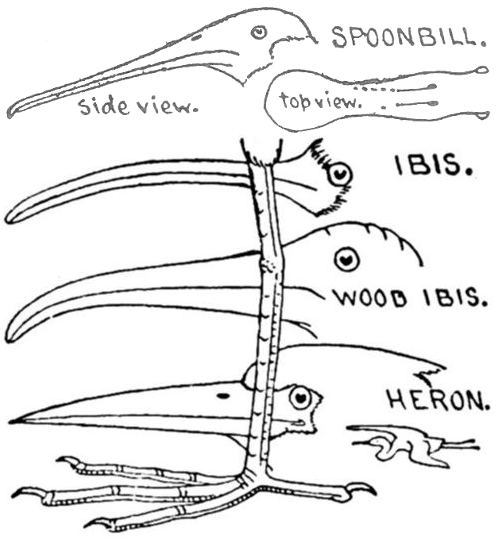 SPOONBILL.
side view.
top view.
IBIS.
WOOD IBIS.
HERON.